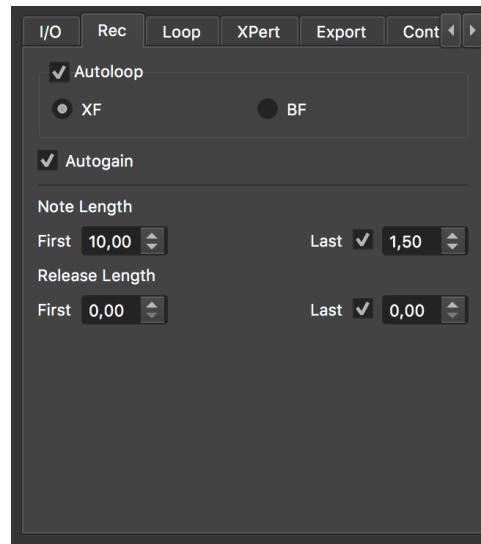 I/O Rec Loop XPert Export Cont
Autoloop
XF BF
Autogain
Note Length
First 10,00 Last 1,50
Release Length
First 0,00 Last 0,00